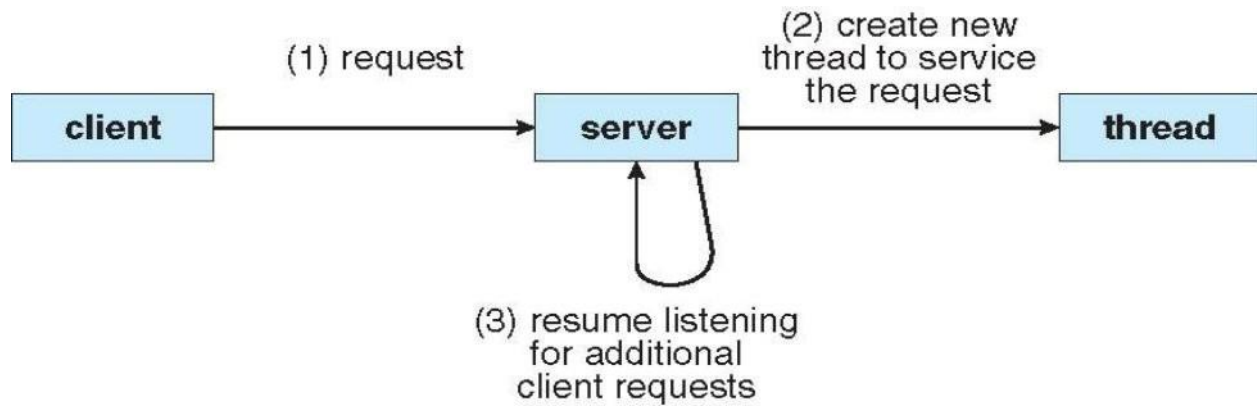 (1) request
(2) create new
thread to service
the request
client
server
thread
(3) resume listening
for additional
client requests